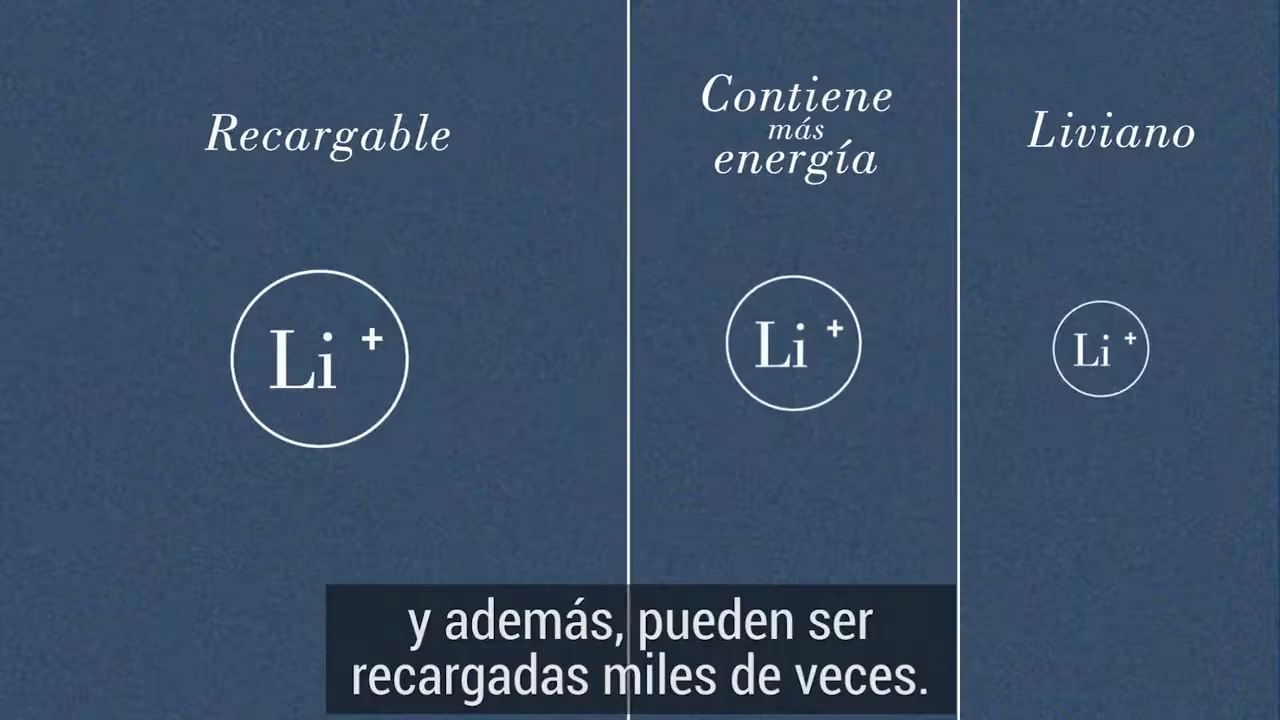 Recargable
Contiene
más
energía
Liviano
Li +
Li +
Li +
y además, pueden ser
recargadas miles de veces.